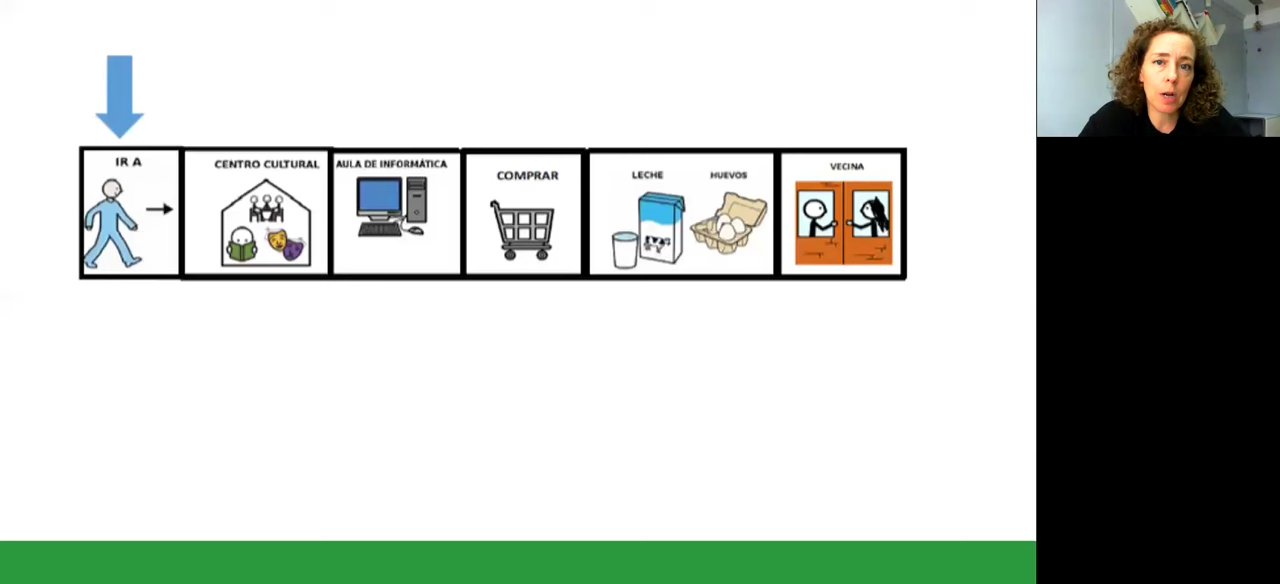 IR A
CENTRO CULTURAL
AULA DE INFORMÁTICA
COMPRAR
LECHE HUEVOS
VECINA